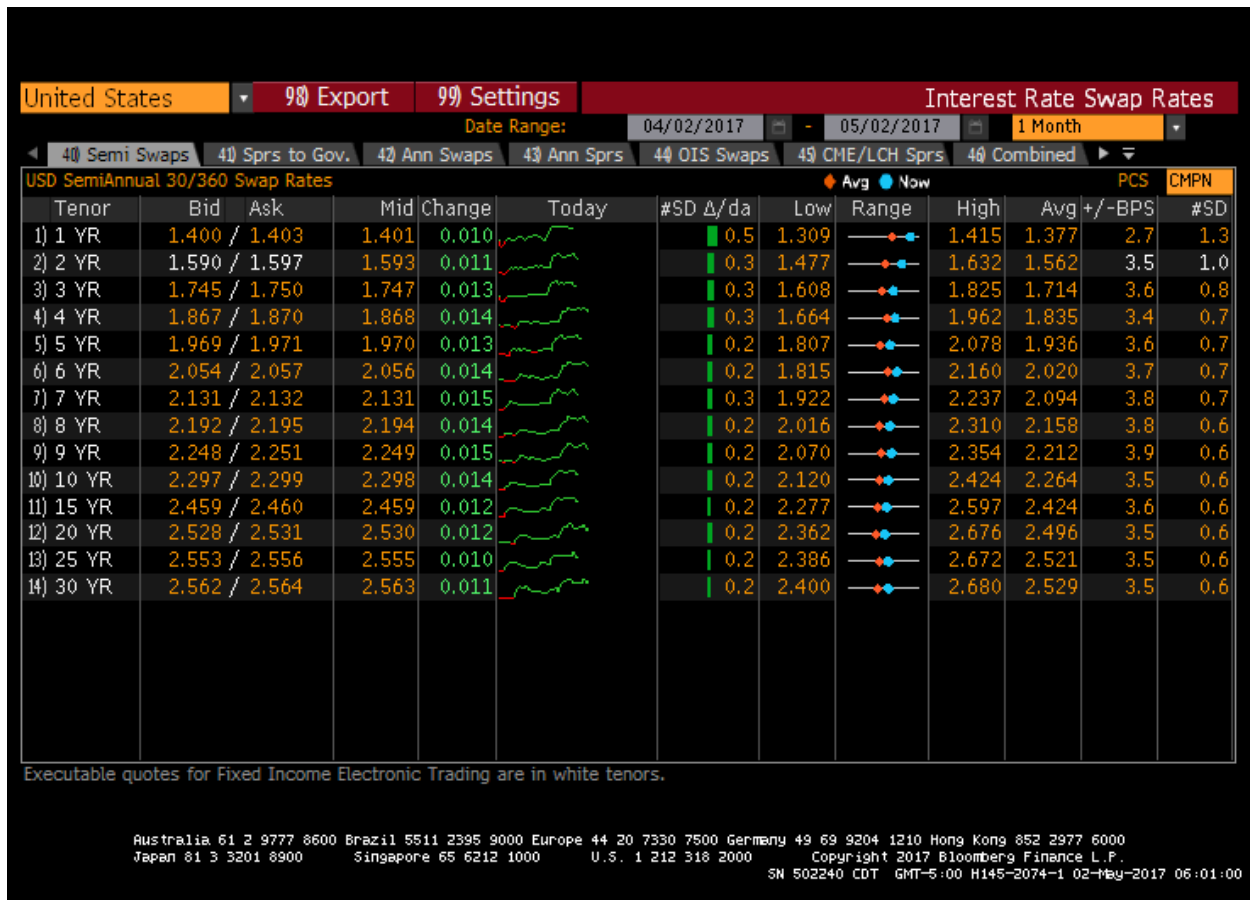 United States 98) Export 99) Settings Interest Rate Swap Rates
Date Range: 04/02/2017 - 05/02/2017 1 Month
40) Semi Swaps 41) Sprs to Gov. 42) Ann Swaps 43) Ann Sprs 44) OIS Swaps 45) CME/LCH Sprs 46) Combined
USD SemiAnnual 30/360 Swap Rates Avg Now PCS CMPN
Tenor Bid Ask Mid Change Today #SD Δ/da Low Range High Avg +/-BPS #SD
1) 1 YR 1.400 / 1.403 1.401 0.010 0.5 1.309 1.415 1.377 2.7 1.3
2) 2 YR 1.590 / 1.597 1.593 0.011 0.3 1.477 1.632 1.562 3.5 1.0
3) 3 YR 1.745 / 1.750 1.747 0.013 0.3 1.608 1.825 1.714 3.6 0.8
4) 4 YR 1.867 / 1.870 1.868 0.014 0.3 1.664 1.962 1.835 3.4 0.7
5) 5 YR 1.969 / 1.971 1.970 0.013 0.2 1.807 2.078 1.936 3.6 0.7
6) 6 YR 2.054 / 2.057 2.056 0.014 0.2 1.815 2.160 2.020 3.7 0.7
7) 7 YR 2.131 / 2.132 2.131 0.015 0.3 1.922 2.237 2.094 3.8 0.7
8) 8 YR 2.192 / 2.195 2.194 0.014 0.2 2.016 2.310 2.158 3.8 0.6
9) 9 YR 2.248 / 2.251 2.249 0.015 0.2 2.070 2.354 2.212 3.9 0.6
10) 10 YR 2.297 / 2.299 2.298 0.014 0.2 2.120 2.424 2.264 3.5 0.6
11) 15 YR 2.459 / 2.460 2.459 0.012 0.2 2.277 2.597 2.424 3.6 0.6
12) 20 YR 2.528 / 2.531 2.530 0.012 0.2 2.362 2.676 2.496 3.5 0.6
13) 25 YR 2.553 / 2.556 2.555 0.010 0.2 2.386 2.672 2.521 3.5 0.6
14) 30 YR 2.562 / 2.564 2.563 0.011 0.2 2.400 2.680 2.529 3.5 0.6
Executable quotes for Fixed Income Electronic Trading are in white tenors.
Australia 61 2 9777 8600 Brazil 5511 2395 9000 Europe 44 20 7330 7500 Germany 49 69 9204 1210 Hong Kong 852 2977 6000
Japan 81 3 3201 8900 Singapore 65 6212 1000 U.S. 1 212 318 2000 Copyright 2017 Bloomberg Finance L.P.
SN 502240 CDT GMT-5:00 H145-2074-1 02-May-2017 06:01:00